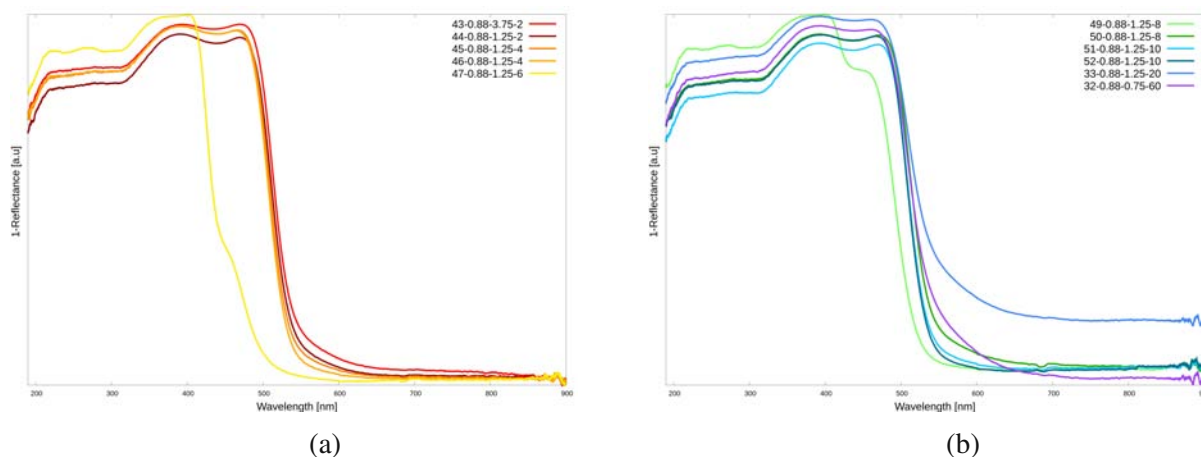 43-0.88-3.75-2
44-0.88-1.25-2
45-0.88-1.25-4
46-0.88-1.25-4
47-0.88-1.25-6
1-Reflectance [a.u]
200 300 400 500 600 700 800 900
Wavelength [nm]
(a)
49-0.88-1.25-8
50-0.88-1.25-8
51-0.88-1.25-10
52-0.88-1.25-10
33-0.88-1.25-20
32-0.88-0.75-60
1-Reflectance [a.u]
200 300 400 500 600 700 800 900
Wavelength [nm]
(b)